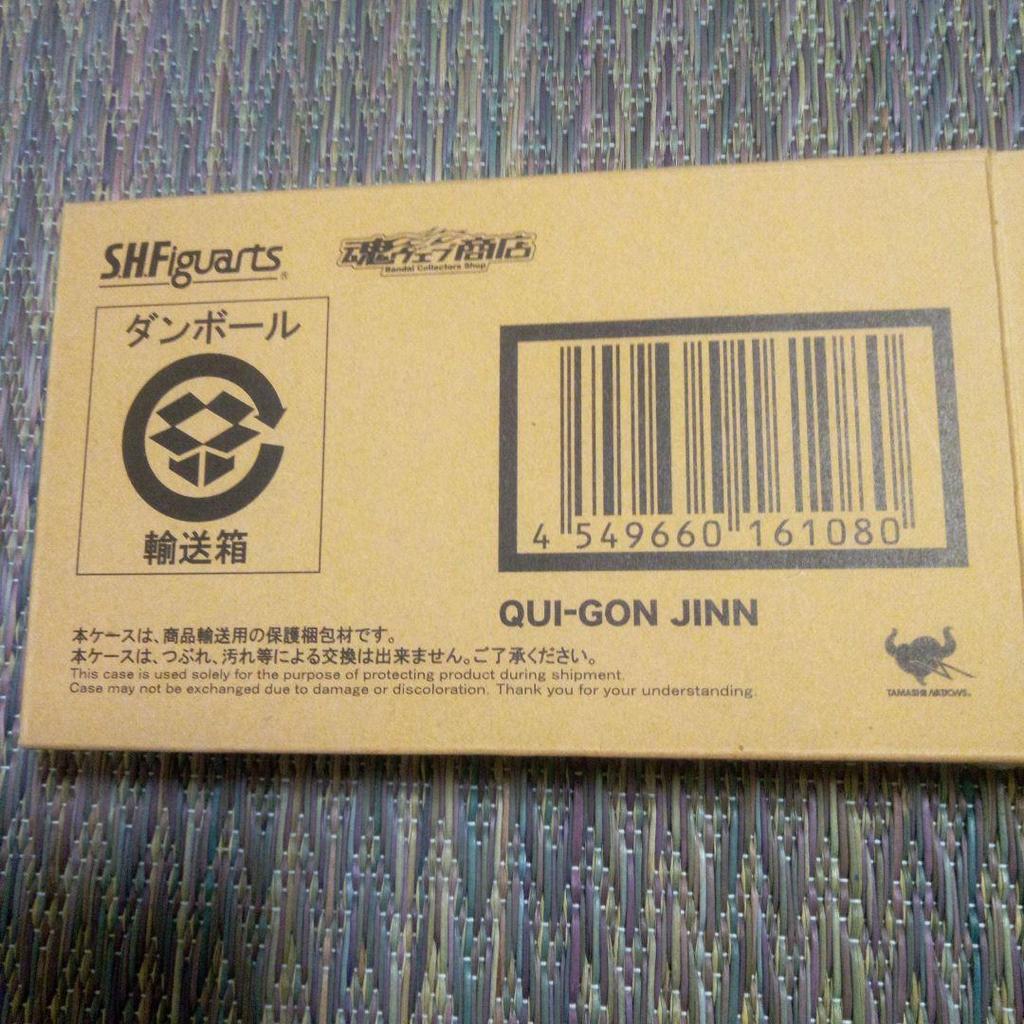 S.H.Figuarts®
魂ウェブ商店
Bandai Collectors Shop
ダンボール
輸送箱
4 549660 161080
QUI-GON JINN
本ケースは、商品輸送用の保護梱包材です。
本ケースは、つぶれ、汚れ等による交換は出来ません。ご了承ください。
This case is used solely for the purpose of protecting product during shipment.
Case may not be exchanged due to damage or discoloration. Thank you for your understanding.
TAMASHII NATIONS